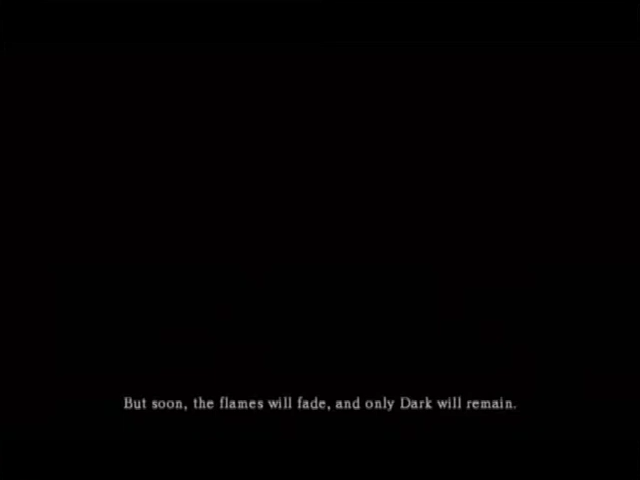 But soon, the flames will fade, and only Dark will remain.